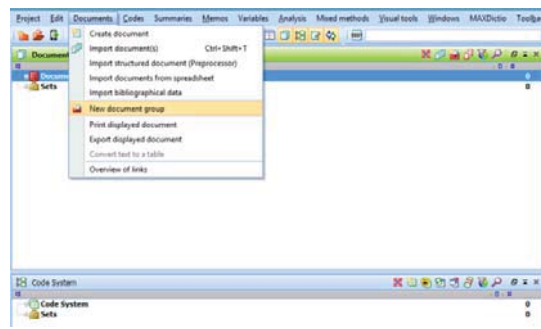 Project Edit Documents Codes Summaries Memos Variables Analysis Mixed methods Visual tools Windows MAXDictio
Create document
Import document(s) Ctrl+Shift+T
Import structured document (Preprocessor)
Import documents from spreadsheet
Import bibliographical data
New document group
Print displayed document
Export displayed document
Convert text to a table
Overview of links
Document
Docume 0
Sets 0
Code System
Code System 0
Sets 0